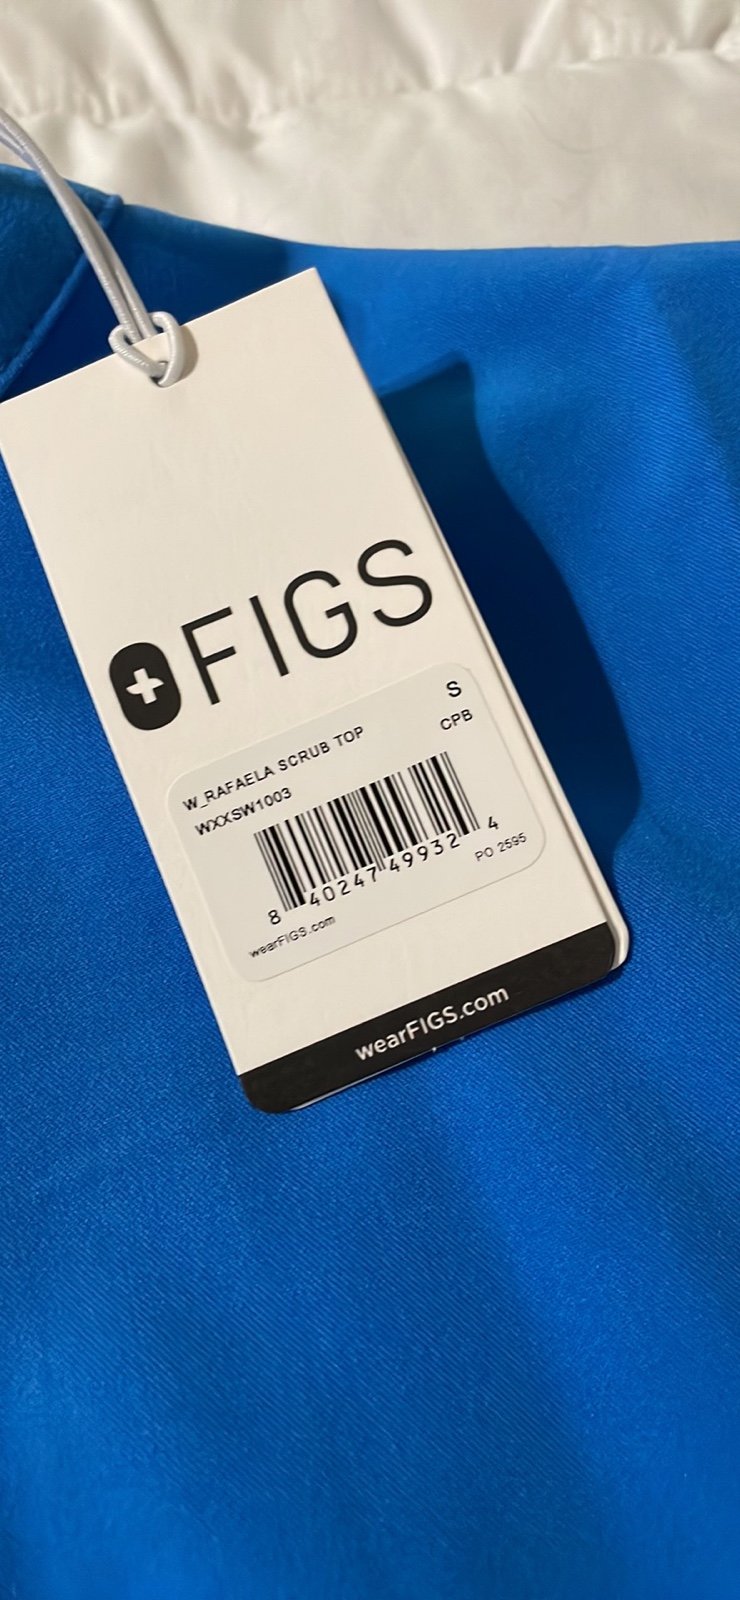 FIGS
S
W_RAFAELA SCRUB TOP
CPB
WXXSW1003
8 40247 49932 4
PO 2595
wearFIGS.com
wearFIGS.com